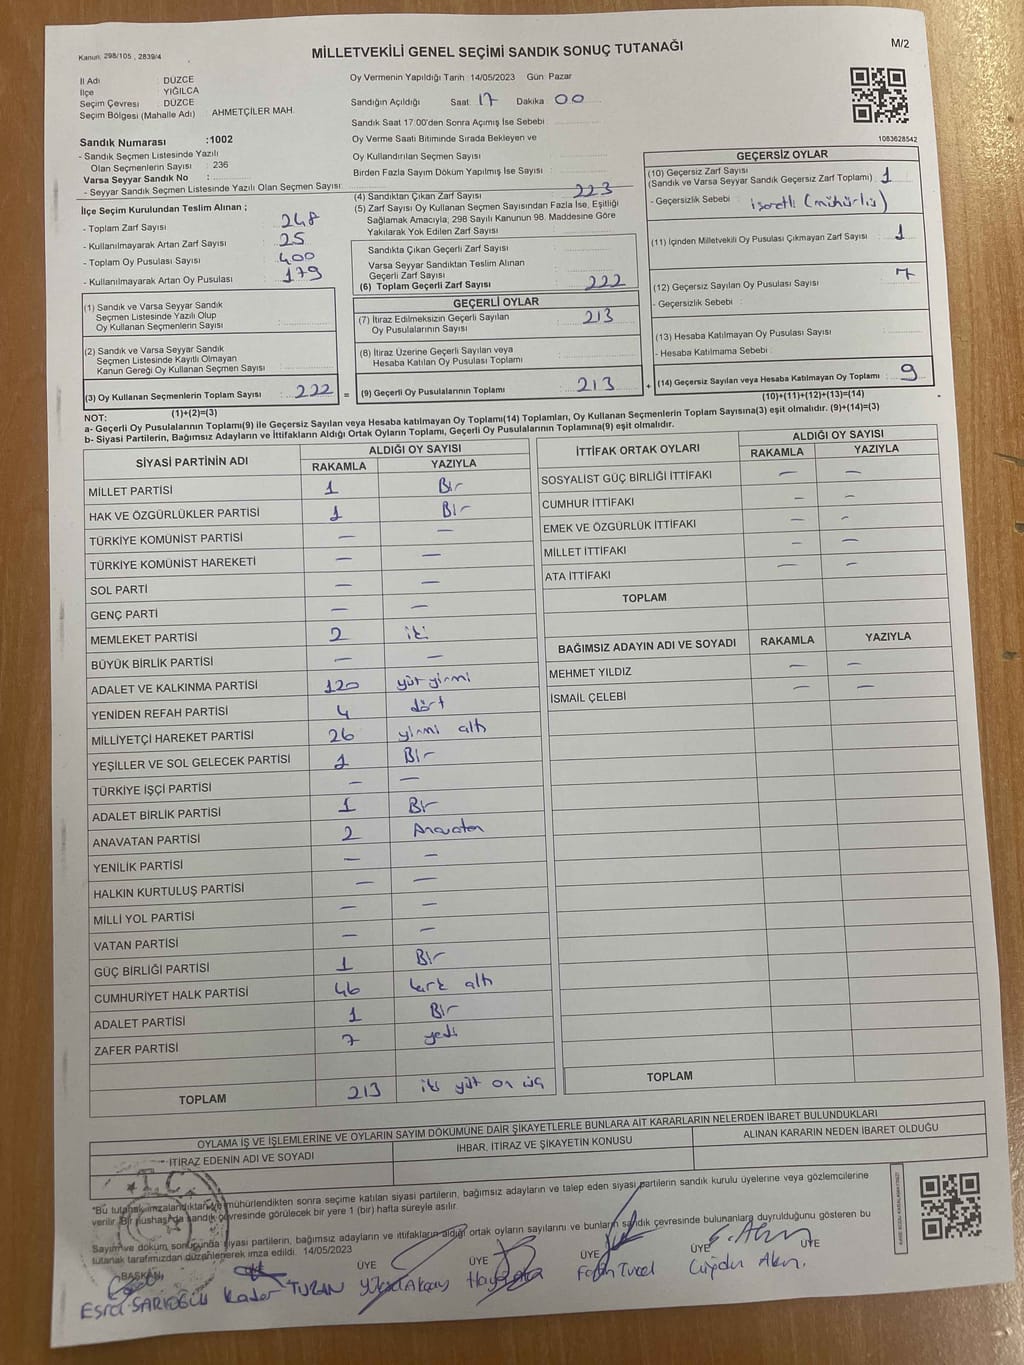 Kanun: 298/105 , 2839/4
MİLLETVEKİLİ GENEL SEÇİMİ SANDIK SONUÇ TUTANAĞI
M/2
İl Adı : DÜZCE
İlçe : YIĞILCA
Seçim Çevresi : DÜZCE
Seçim Bölgesi (Mahalle Adı) : AHMETÇİLER MAH.
Oy Vermenin Yapıldığı Tarih :14/05/2023 Gün: Pazar
Sandığın Açıldığı Saat 17 Dakika 00
Sandık Saat 17:00'den Sonra Açımış İse Sebebi :
Oy Verme Saati Bitiminde Sırada Bekleyen ve
Oy Kullandırılan Seçmen Sayısı :
Birden Fazla Sayım Döküm Yapılmış İse Sayısı :
1083628542
Sandık Numarası :1002
- Sandık Seçmen Listesinde Yazılı
Olan Seçmenlerin Sayısı : 236
Varsa Seyyar Sandık No :
- Seyyar Sandık Seçmen Listesinde Yazılı Olan Seçmen Sayısı:
İlçe Seçim Kurulundan Teslim Alınan ;
- Toplam Zarf Sayısı : 248
- Kullanılmayarak Artan Zarf Sayısı : 25
- Toplam Oy Pusulası Sayısı : 400
- Kullanılmayarak Artan Oy Pusulası : 179
(1) Sandık ve Varsa Seyyar Sandık
Seçmen Listesinde Yazılı Olup
Oy Kullanan Seçmenlerin Sayısı :
(2) Sandık ve Varsa Seyyar Sandık
Seçmen Listesinde Kayıtlı Olmayan
Kanun Gereği Oy Kullanan Seçmen Sayısı :
(3) Oy Kullanan Seçmenlerin Toplam Sayısı : 222 =
(1)+(2)=(3)
(4) Sandıktan Çıkan Zarf Sayısı : 223
(5) Zarf Sayısı Oy Kullanan Seçmen Sayısından Fazla İse, Eşitliği
Sağlamak Amacıyla, 298 Sayılı Kanunun 98. Maddesine Göre
Yakılarak Yok Edilen Zarf Sayısı :
Sandıkta Çıkan Geçerli Zarf Sayısı :
Varsa Seyyar Sandıktan Teslim Alınan
Geçerli Zarf Sayısı :
(6) Toplam Geçerli Zarf Sayısı : 222
GEÇERLİ OYLAR
(7) İtiraz Edilmeksizin Geçerli Sayılan
Oy Pusulalarının Sayısı : 213
(8) İtiraz Üzerine Geçerli Sayılan veya
Hesaba Katılan Oy Pusulası Toplamı :
(9) Geçerli Oy Pusulalarının Toplamı : 213 +
GEÇERSİZ OYLAR
(10) Geçersiz Zarf Sayısı
(Sandık ve Varsa Seyyar Sandık Geçersiz Zarf Toplamı) : 1
- Geçersizlik Sebebi : işaretli (mühürlü)
(11) İçinden Milletvekili Oy Pusulası Çıkmayan Zarf Sayısı : 1
(12) Geçersiz Sayılan Oy Pusulası Sayısı : 7
- Geçersizlik Sebebi :
(13) Hesaba Katılmayan Oy Pusulası Sayısı :
- Hesaba Katılmama Sebebi :
(14) Geçersiz Sayılan veya Hesaba Katılmayan Oy Toplamı : 9
(10)+(11)+(12)+(13)=(14)
NOT:
a- Geçerli Oy Pusulalarının Toplamı(9) ile Geçersiz Sayılan veya Hesaba katılmayan Oy Toplamı(14) Toplamları, Oy Kullanan Seçmenlerin Toplam Sayısına(3) eşit olmalıdır. (9)+(14)=(3)
b- Siyasi Partilerin, Bağımsız Adayların ve İttifakların Aldığı Ortak Oyların Toplamı, Geçerli Oy Pusulalarının Toplamına(9) eşit olmalıdır.
SİYASİ PARTİNİN ADI ALDIĞI OY SAYISI
RAKAMLA YAZIYLA
MİLLET PARTİSİ 1 Bir
HAK VE ÖZGÜRLÜKLER PARTİSİ 1 Bir
TÜRKİYE KOMÜNİST PARTİSİ — —
TÜRKİYE KOMÜNİST HAREKETİ — —
SOL PARTİ — —
GENÇ PARTİ — —
MEMLEKET PARTİSİ 2 iki
BÜYÜK BİRLİK PARTİSİ — —
ADALET VE KALKINMA PARTİSİ 120 yüz yirmi
YENİDEN REFAH PARTİSİ 4 dört
MİLLİYETÇİ HAREKET PARTİSİ 26 yirmi altı
YEŞİLLER VE SOL GELECEK PARTİSİ 1 Bir
TÜRKİYE İŞÇİ PARTİSİ — —
ADALET BİRLİK PARTİSİ 1 Bir
ANAVATAN PARTİSİ 2 Anavatan
YENİLİK PARTİSİ — —
HALKIN KURTULUŞ PARTİSİ — —
MİLLİ YOL PARTİSİ — —
VATAN PARTİSİ — —
GÜÇ BİRLİĞİ PARTİSİ 1 Bir
CUMHURİYET HALK PARTİSİ 46 kırk altı
ADALET PARTİSİ 1 Bir
ZAFER PARTİSİ 7 yedi
TOPLAM 213 iki yüz on üç
İTTİFAK ORTAK OYLARI ALDIĞI OY SAYISI
RAKAMLA YAZIYLA
SOSYALİST GÜÇ BİRLİĞİ İTTİFAKI — —
CUMHUR İTTİFAKI — —
EMEK VE ÖZGÜRLÜK İTTİFAKI — —
MİLLET İTTİFAKI — —
ATA İTTİFAKI — —
TOPLAM
BAĞIMSIZ ADAYIN ADI VE SOYADI RAKAMLA YAZIYLA
MEHMET YILDIZ — —
İSMAİL ÇELEBİ — —
TOPLAM
OYLAMA İŞ VE İŞLEMLERİNE VE OYLARIN SAYIM DÖKÜMÜNE DAİR ŞİKAYETLERLE BUNLARA AİT KARARLARIN NELERDEN İBARET BULUNDUKLARI
İTİRAZ EDENİN ADI VE SOYADI İHBAR, İTİRAZ VE ŞİKAYETİN KONUSU ALINAN KARARIN NEDEN İBARET OLDUĞU
T.C.
"Bu tutanak imzalandıktan ve mühürlendikten sonra seçime katılan siyasi partilerin, bağımsız adayların ve talep eden siyasi partilerin sandık kurulu üyelerine veya gözlemcilerine
verilir. Bir nüshası da sandık çevresinde görülecek bir yere 1 (bir) hafta süreyle asılır.
Sayım ve döküm sonucunda siyasi partilerin, bağımsız adayların ve ittifakların aldığı ortak oyların sayılarını ve bunların sandık çevresinde bulunanlara duyrulduğunu gösteren bu
tutanak tarafımızdan düzenlenerek imza edildi. 14/05/2023
BAŞKAN ÜYE ÜYE ÜYE ÜYE ÜYE
Esra SARIOĞLU Kader TURAN Yüksel Akbaş Fatih Tuncel Çiğdem Akın.